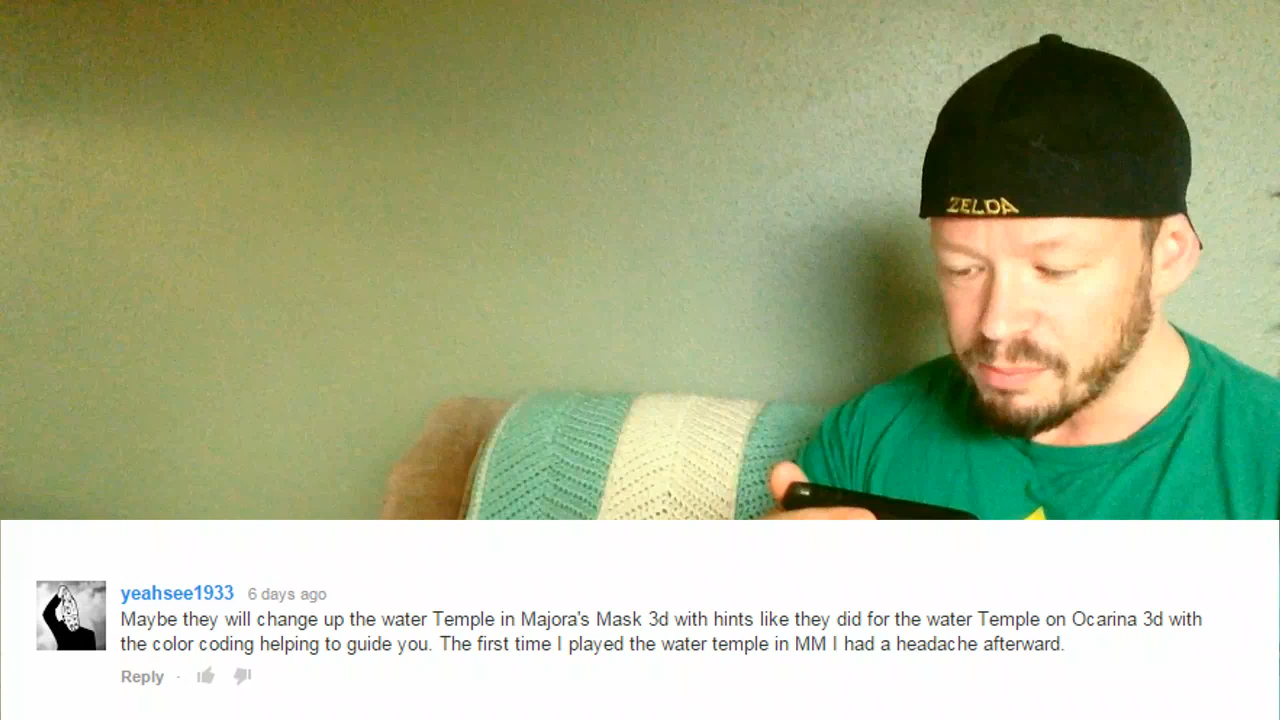 ZELDA
yeahsee1933 6 days ago
Maybe they will change up the water Temple in Majora's Mask 3d with hints like they did for the water Temple on Ocarina 3d with
the color coding helping to guide you. The first time I played the water temple in MM I had a headache afterward.
Reply ·